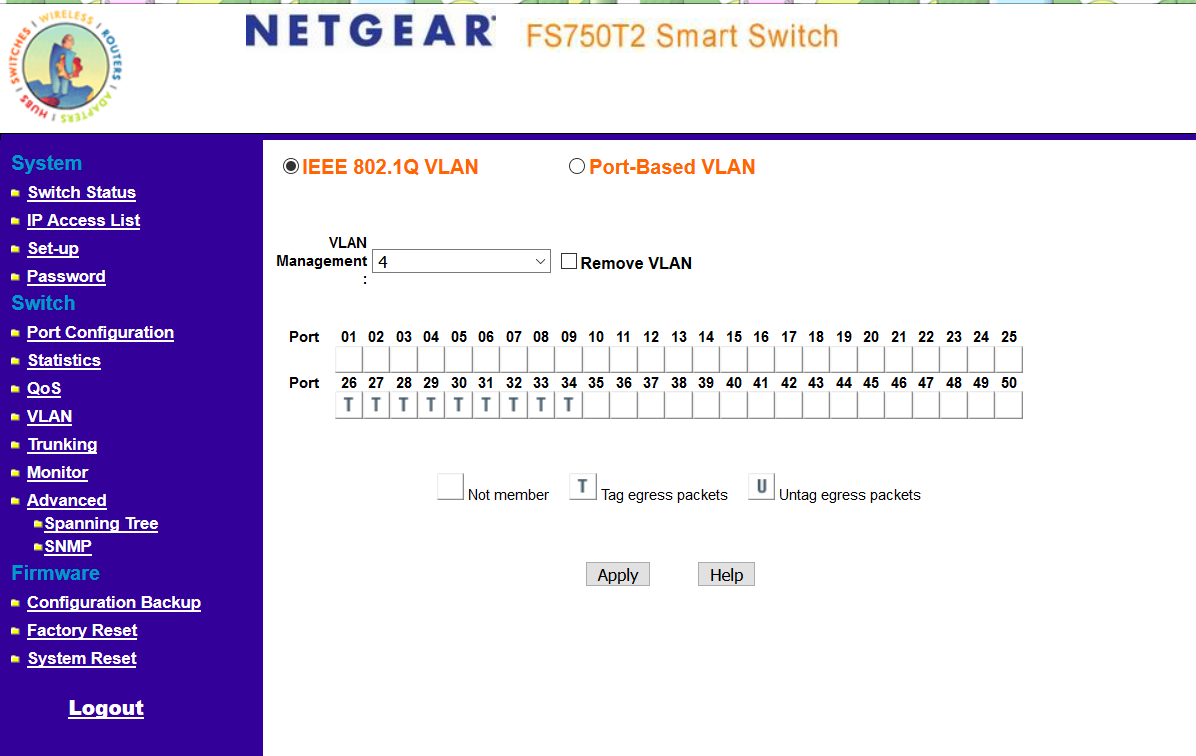 WIRELESS | ROUTERS | ADAPTERS | HUBS | SWITCHES |
NETGEAR FS750T2 Smart Switch
System
Switch Status
IP Access List
Set-up
Password
Switch
Port Configuration
Statistics
QoS
VLAN
Trunking
Monitor
Advanced
Spanning Tree
SNMP
Firmware
Configuration Backup
Factory Reset
System Reset
Logout
IEEE 802.1Q VLAN Port-Based VLAN
VLAN
Management 4 Remove VLAN
:
Port 01 02 03 04 05 06 07 08 09 10 11 12 13 14 15 16 17 18 19 20 21 22 23 24 25
Port 26 27 28 29 30 31 32 33 34 35 36 37 38 39 40 41 42 43 44 45 46 47 48 49 50
T T T T T T T T T
Not member T Tag egress packets U Untag egress packets
Apply Help